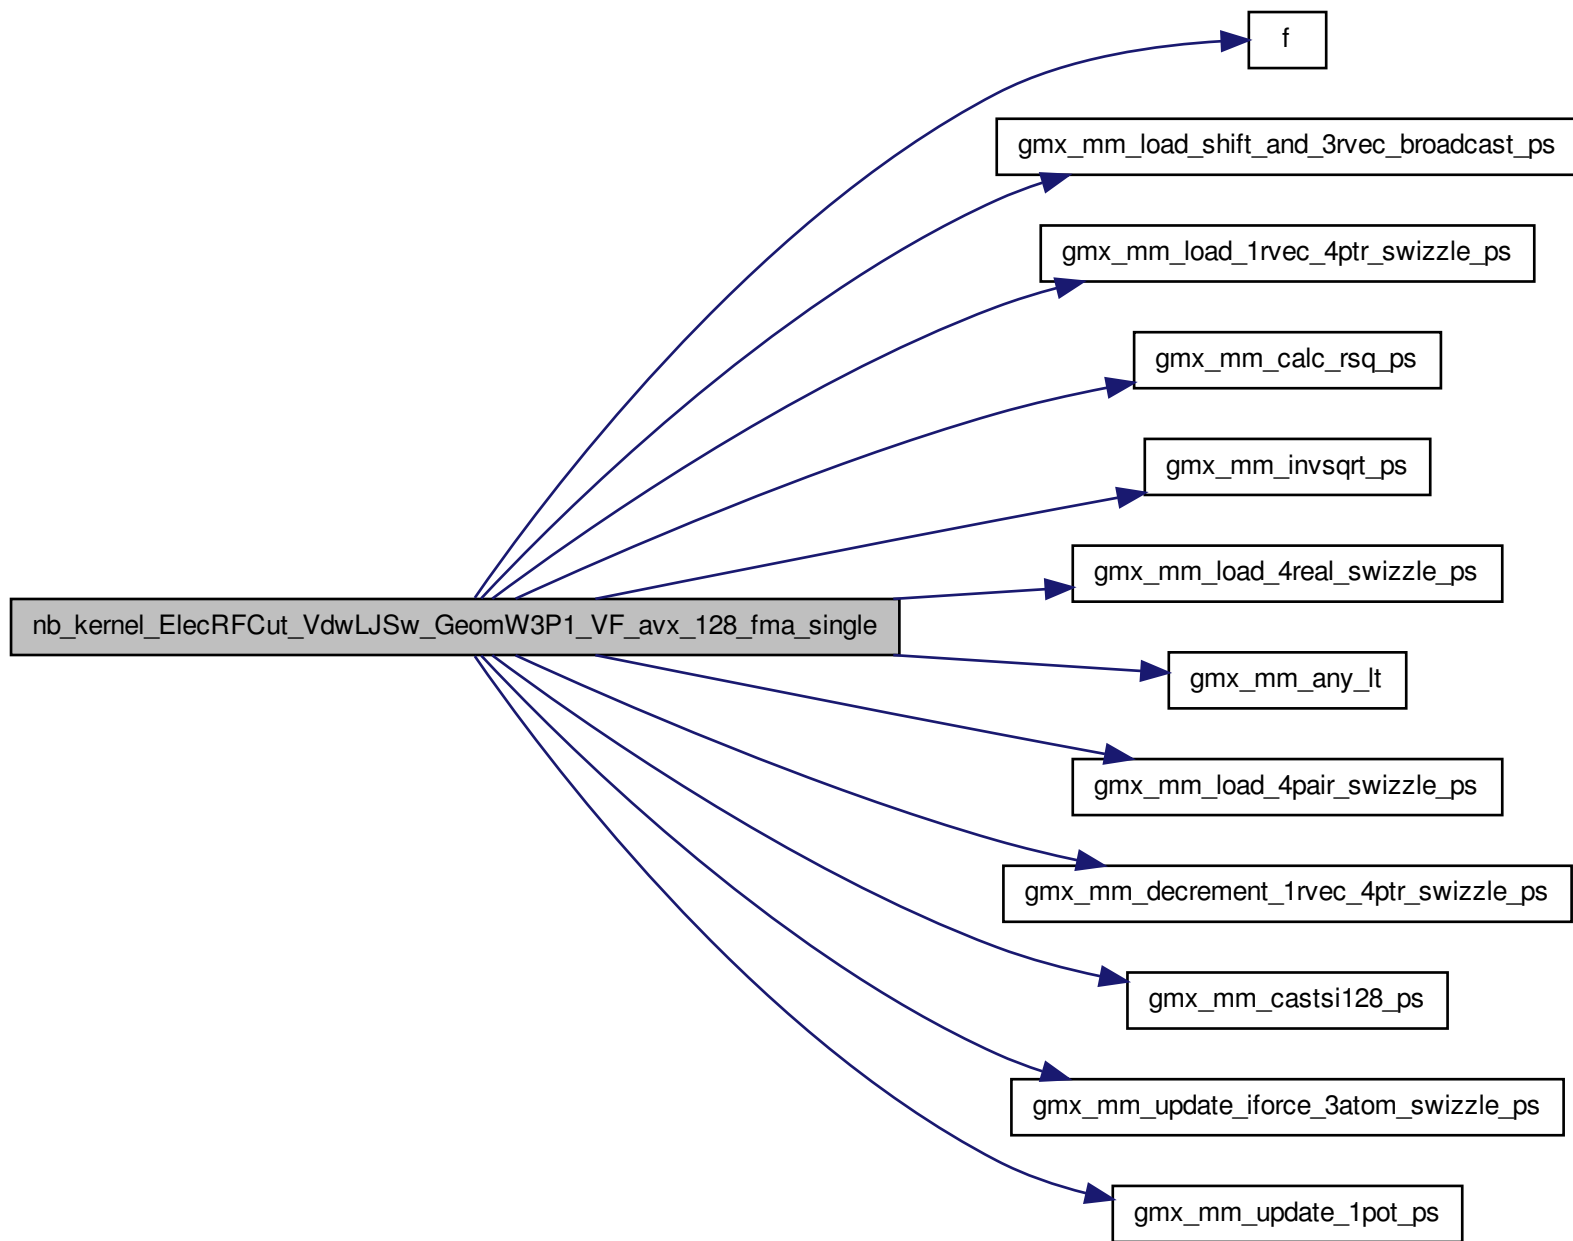 f
gmx_mm_load_shift_and_3rvec_broadcast_ps
gmx_mm_load_1rvec_4ptr_swizzle_ps
gmx_mm_calc_rsq_ps
gmx_mm_invsqrt_ps
gmx_mm_load_4real_swizzle_ps
nb_kernel_ElecRFCut_VdwLJSw_GeomW3P1_VF_avx_128_fma_single
gmx_mm_any_lt
gmx_mm_load_4pair_swizzle_ps
gmx_mm_decrement_1rvec_4ptr_swizzle_ps
gmx_mm_castsi128_ps
gmx_mm_update_iforce_3atom_swizzle_ps
gmx_mm_update_1pot_ps